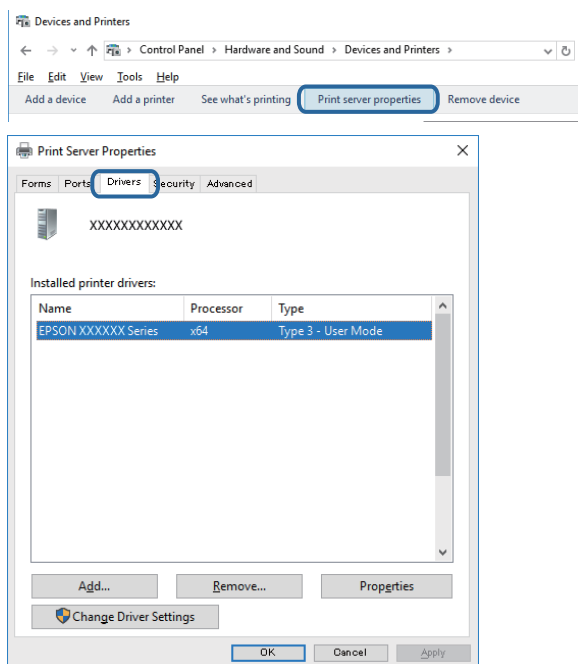 Devices and Printers
Control Panel > Hardware and Sound > Devices and Printers >
File Edit View Tools Help
Add a device Add a printer See what's printing Print server properties Remove device
Print Server Properties
Forms Ports Drivers Security Advanced
XXXXXXXXXXXX
Installed printer drivers:
Name Processor Type
EPSON XXXXXX Series x64 Type 3 - User Mode
Add... Remove... Properties
Change Driver Settings
OK Cancel Apply